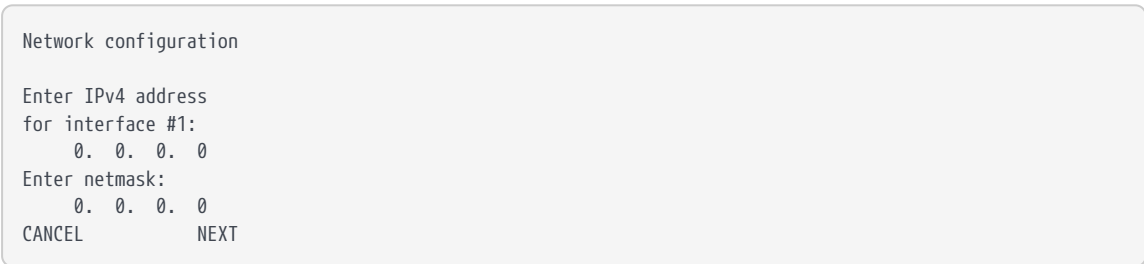 Network configuration
Enter IPv4 address
for interface #1:
0. 0. 0. 0
Enter netmask:
0. 0. 0. 0
CANCEL NEXT